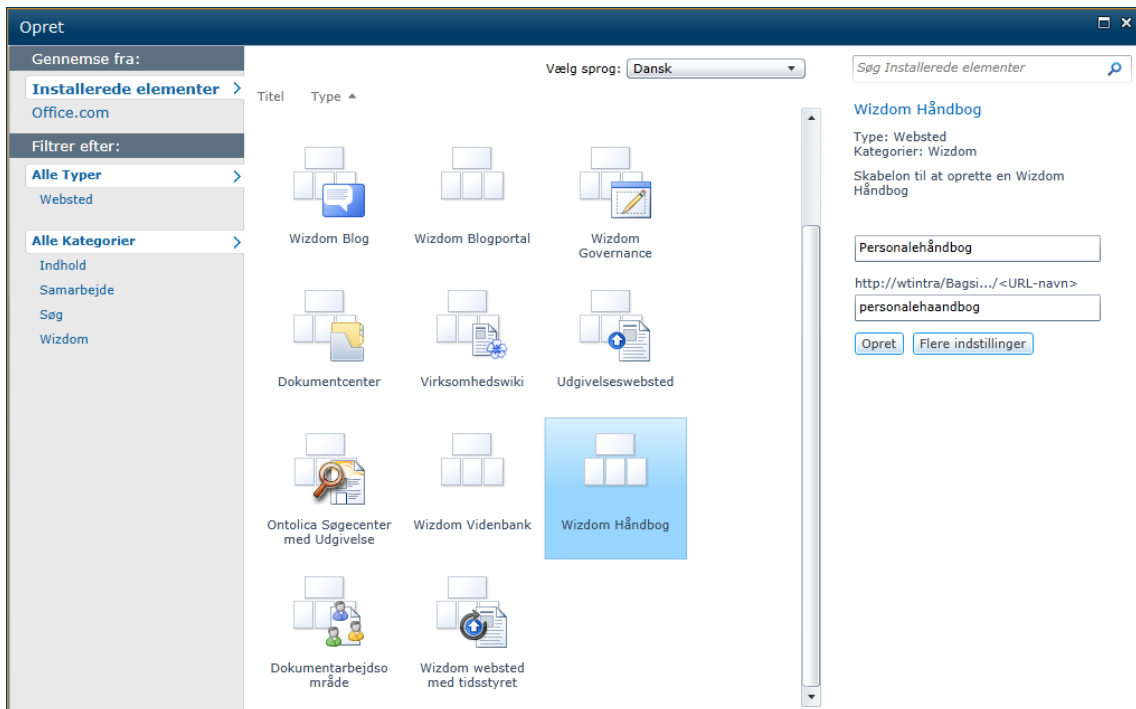 Opret
Gennemse fra:
Installerede elementer
Office.com
Filtrer efter:
Alle Typer
Websted
Alle Kategorier
Indhold
Samarbejde
Søg
Wizdom
Vælg sprog: Dansk
Titel Type
Wizdom Blog
Wizdom Blogportal
Wizdom
Governance
Dokumentcenter
Virksomhedswiki
Udgivelseswebsted
Ontolica Søgecenter
med Udgivelse
Wizdom Videnbank
Wizdom Håndbog
Dokumentarbejdso
mråde
Wizdom websted
med tidsstyret
Søg Installerede elementer
Wizdom Håndbog
Type: Websted
Kategorier: Wizdom
Skabelon til at oprette en Wizdom
Håndbog
Personalehåndbog
http://wtintra/Bagsi.../<URL-navn>
personalehaandbog
Opret Flere indstillinger